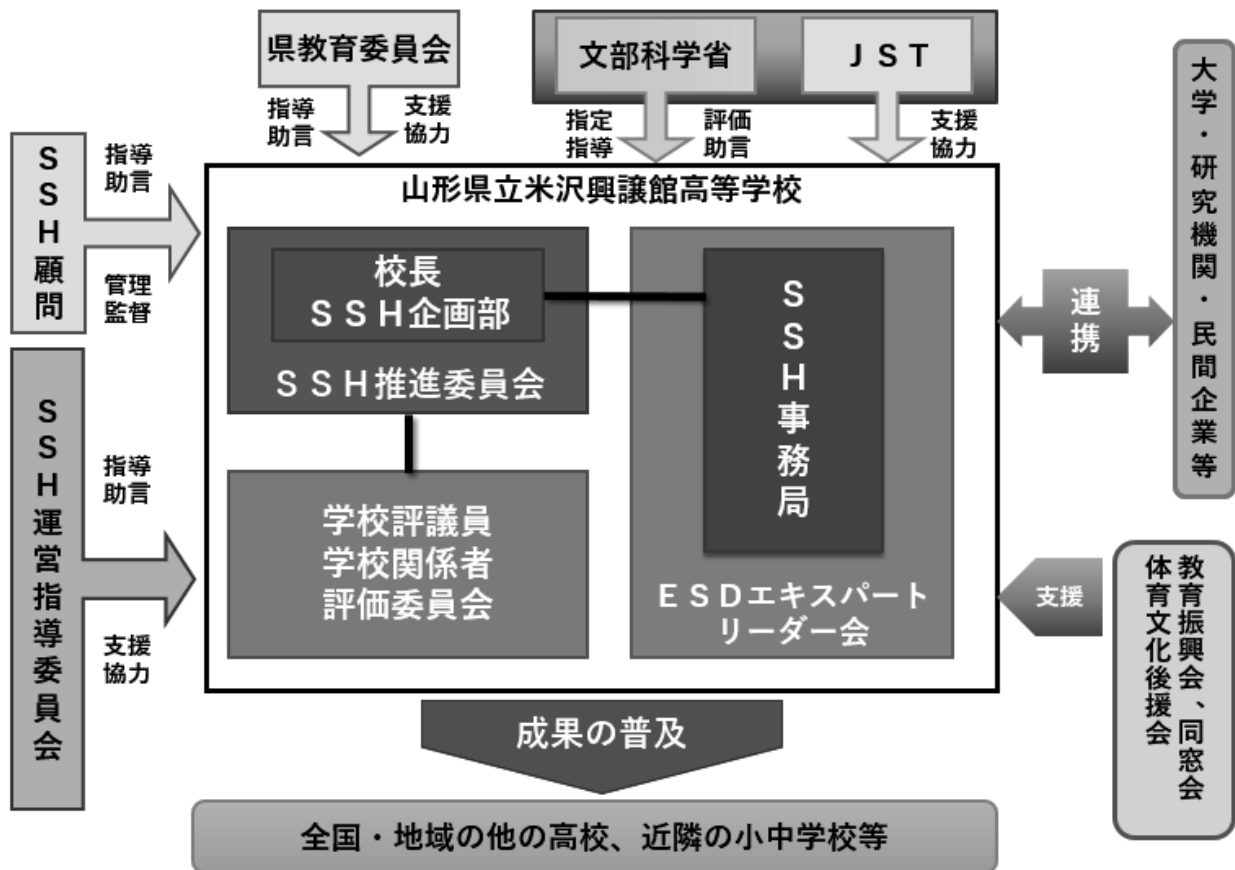 県教育委員会
文部科学省
ＪＳＴ
指導
助言
支援
協力
指定
指導
評価
助言
支援
協力
大学・研究機関・民間企業等
ＳＳＨ顧問
指導
助言
管理
監督
山形県立米沢興譲館高等学校
校長
ＳＳＨ企画部
ＳＳＨ推進委員会
ＳＳＨ事務局
連携
ＳＳＨ運営指導委員会
指導
助言
支援
協力
学校評議員
学校関係者
評価委員会
ＥＳＤエキスパート
リーダー会
支援
教育振興会、同窓会
体育文化後援会
成果の普及
全国・地域の他の高校、近隣の小中学校等